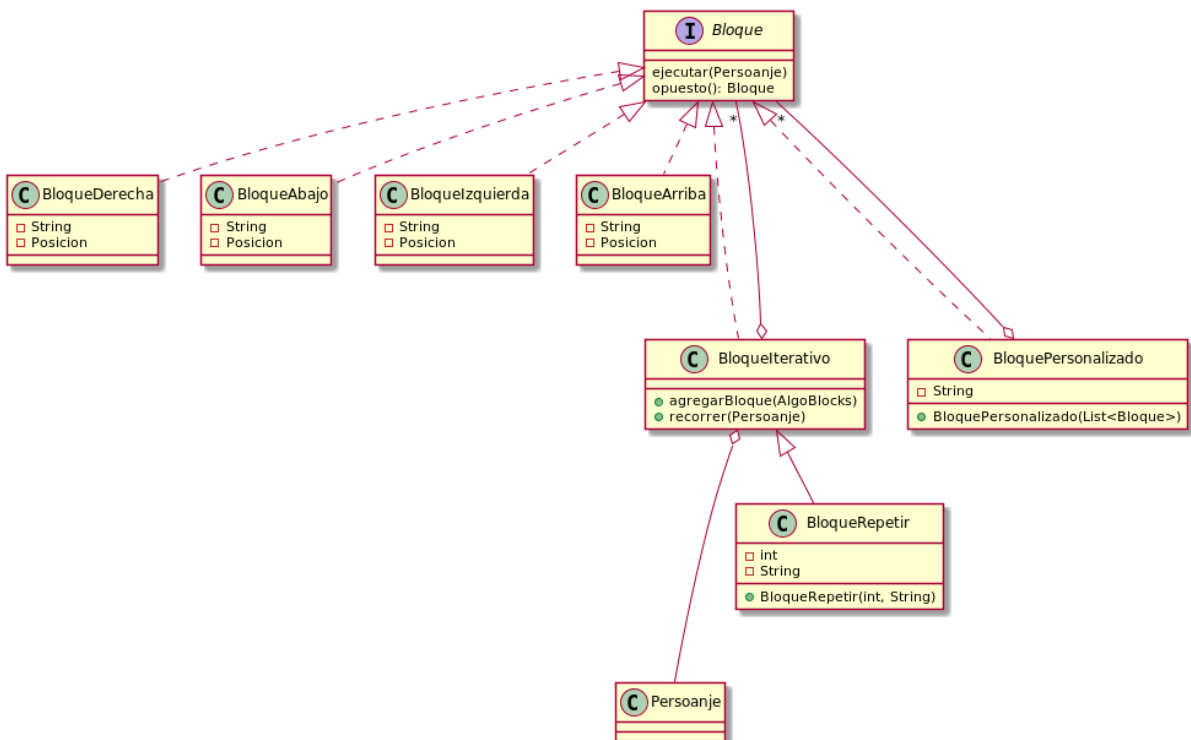 I Bloque
ejecutar(Persoanje)
opuesto(): Bloque
* *
C BloqueDerecha
String
Posicion
C BloqueAbajo
String
Posicion
C BloqueIzquierda
String
Posicion
C BloqueArriba
String
Posicion
C BloqueIterativo
agregarBloque(AlgoBlocks)
recorrer(Persoanje)
C BloquePersonalizado
String
BloquePersonalizado(List<Bloque>)
C BloqueRepetir
int
String
BloqueRepetir(int, String)
C Persoanje